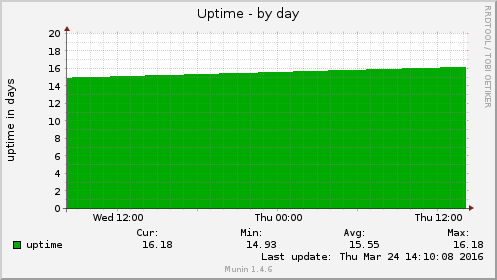 Uptime - by day
RRDTOOL / TOBI OETIKER
uptime in days
20
18
16
14
12
10
8
6
4
2
0
Wed 12:00 Thu 00:00 Thu 12:00
Cur: Min: Avg: Max:
uptime 16.18 14.93 15.55 16.18
Last update: Thu Mar 24 14:10:08 2016
Munin 1.4.6